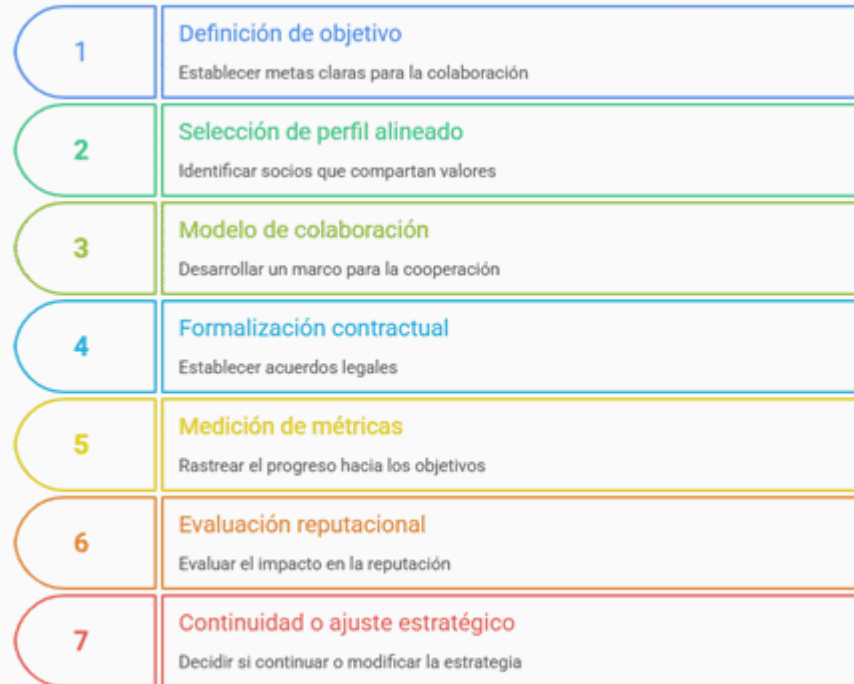 1
Definición de objetivo
Establecer metas claras para la colaboración
2
Selección de perfil alineado
Identificar socios que compartan valores
3
Modelo de colaboración
Desarrollar un marco para la cooperación
4
Formalización contractual
Establecer acuerdos legales
5
Medición de métricas
Rastrear el progreso hacia los objetivos
6
Evaluación reputacional
Evaluar el impacto en la reputación
7
Continuidad o ajuste estratégico
Decidir si continuar o modificar la estrategia